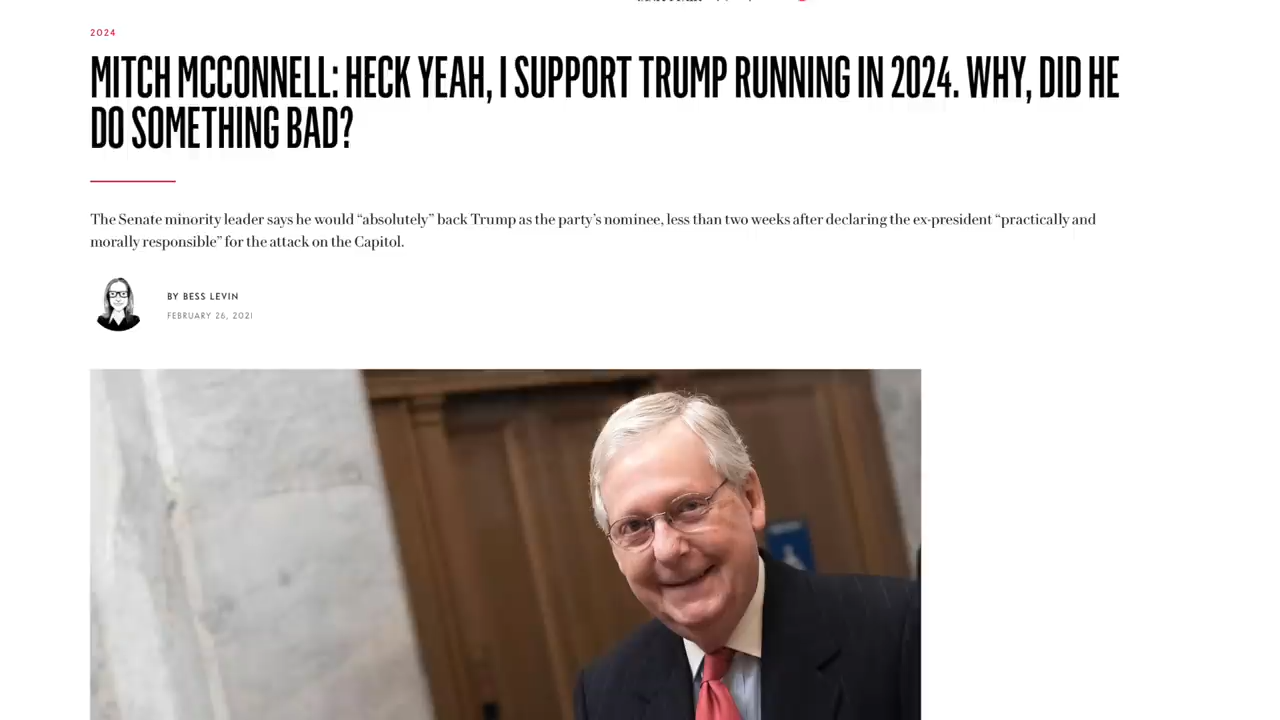 2024
MITCH MCCONNELL: HECK YEAH, I SUPPORT TRUMP RUNNING IN 2024. WHY, DID HE
DO SOMETHING BAD?
The Senate minority leader says he would “absolutely” back Trump as the party’s nominee, less than two weeks after declaring the ex-president “practically and
morally responsible” for the attack on the Capitol.
BY BESS LEVIN
FEBRUARY 26, 2021